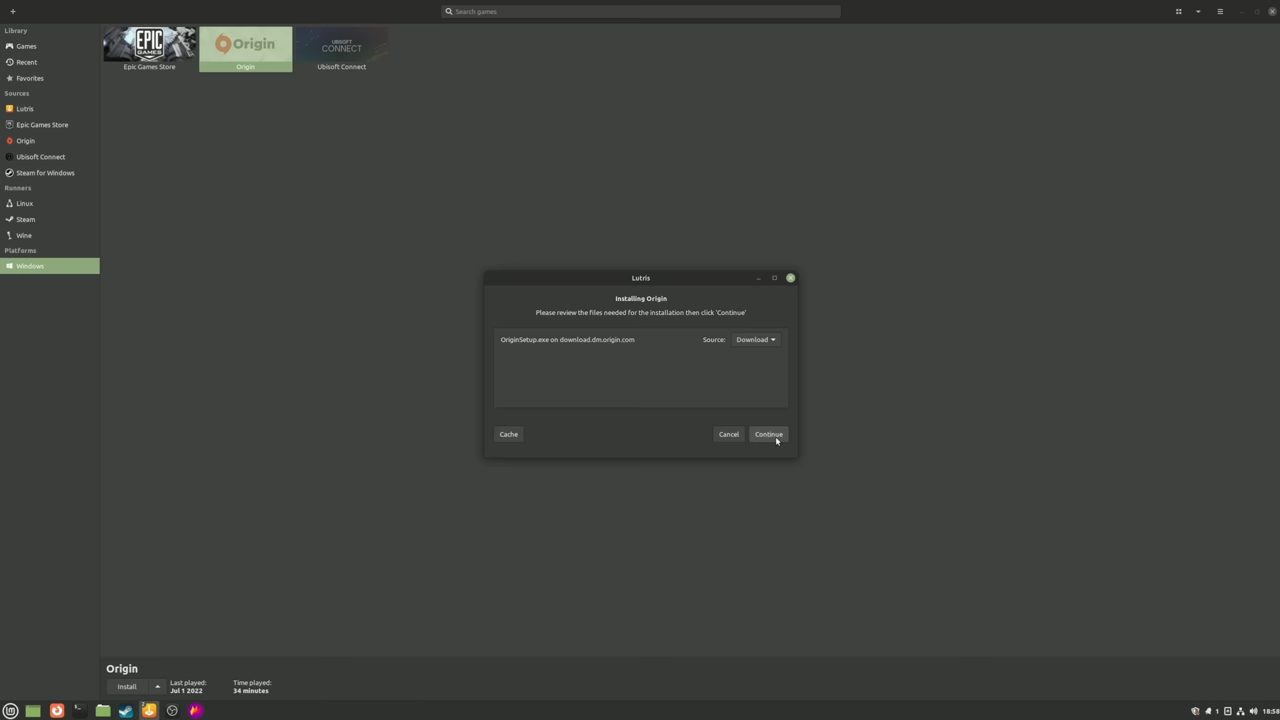 Search games
Library
Games
Recent
Favorites
Sources
Lutris
Epic Games Store
Origin
Ubisoft Connect
Steam for Windows
Runners
Linux
Steam
Wine
Platforms
Windows
EPIC
GAMES
Epic Games Store
Origin
Origin
UBISOFT
CONNECT
Ubisoft Connect
Lutris
Installing Origin
Please review the files needed for the installation then click 'Continue'
OriginSetup.exe on download.dm.origin.com Source: Download
Cache Cancel Continue
Origin
Install
Last played:
Jul 1 2022
Time played:
34 minutes
1
18:58